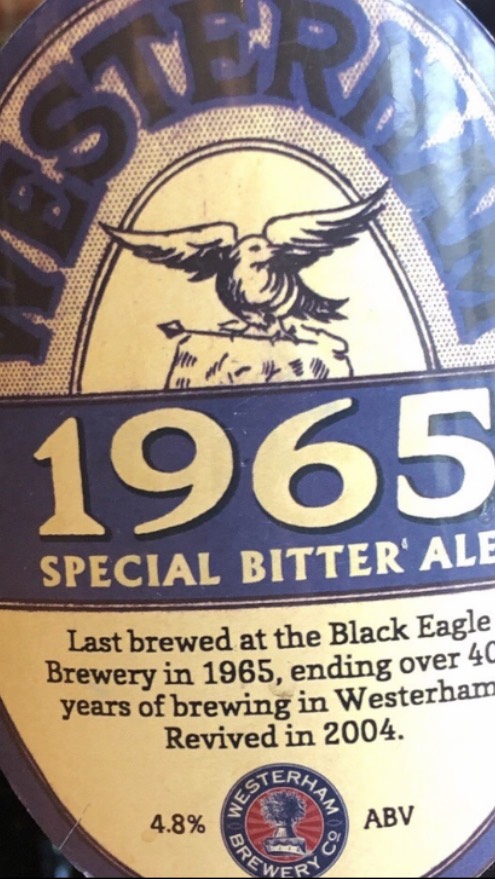 WESTERHAM
1965
SPECIAL BITTER ALE
Last brewed at the Black Eagle
Brewery in 1965, ending over 40
years of brewing in Westerham
Revived in 2004.
4.8%
WESTERHAM
BREWERY Co
ABV